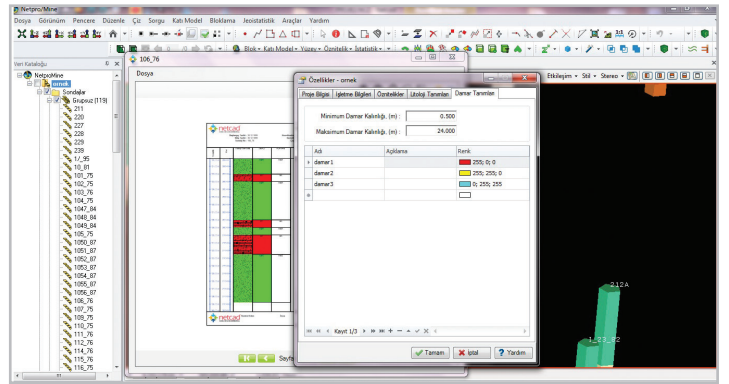 Netpro/Mine
Dosya Görünüm Pencere Düzenle Çiz Sorgu Katı Model Bloklama Jeoistatistik Araçlar Yardım
Blok Katı Model Yüzey Öznitelik İstatistik
Etkileşim Stil Stereo
Veri Kataloğu
NetproMine
ornek
Sondajlar
Grupsuz (119)
211
220
227
228
229
239
1/_95
10_81
101_75
102_75
103_76
104_75
1047_84
1048_84
1049_84
105_75
1050_87
1051_87
1052_87
1053_87
1054_87
1055_87
1056_87
106_76
107_75
109_75
110_75
111_76
112_76
114_76
115_76
116_75
106_76
Dosya
netcad
netcad
Sayfa
Özellikler - ornek
Proje Bilgisi İşletme Bilgileri Öznitelikler Litoloji Tanımları Damar Tanımları
Minimum Damar Kalınlığı. (m) : 0.500
Maksimum Damar Kalınlığı. (m) : 24.000
Adı Açıklama Renk
damar1 255; 0; 0
damar2 255; 255; 0
damar3 0; 255; 255
Kayıt 1/3
Tamam İptal ? Yardım
212A
1_23_82